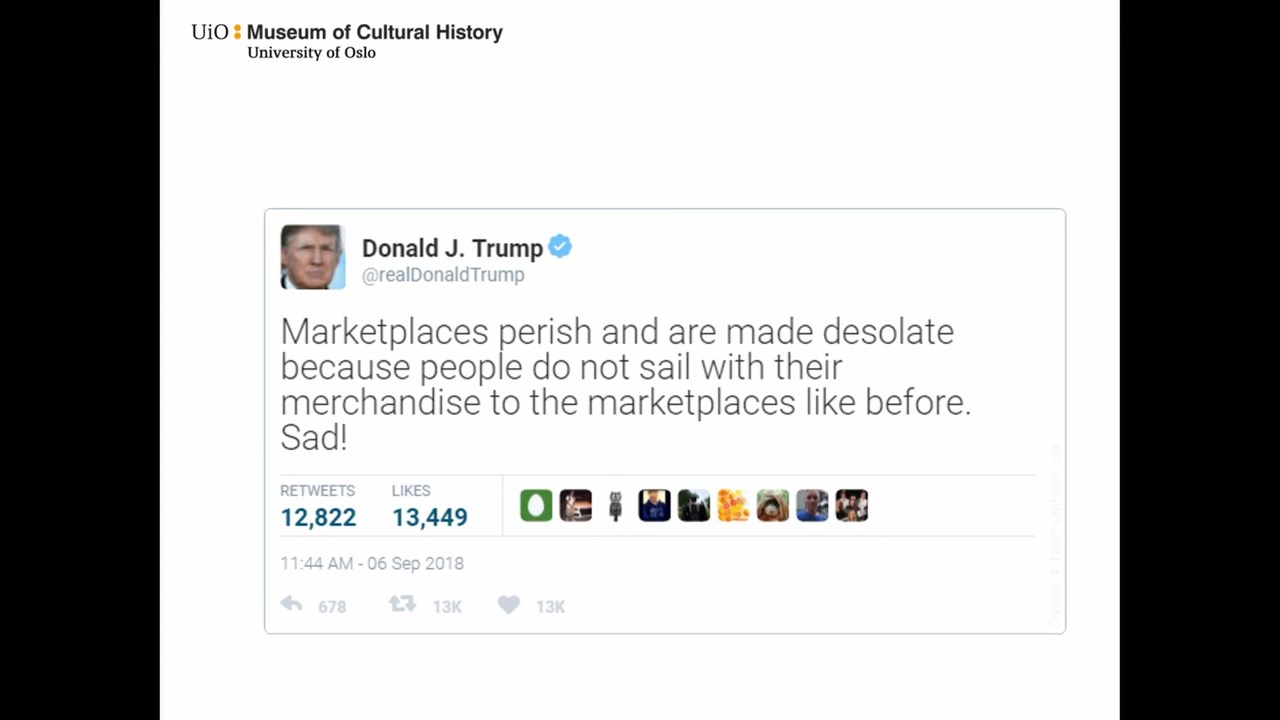 UiO Museum of Cultural History
University of Oslo
Donald J. Trump
@realDonaldTrump
Marketplaces perish and are made desolate
because people do not sail with their
merchandise to the marketplaces like before.
Sad!
RETWEETS LIKES
12,822 13,449
11:44 AM - 06 Sep 2018
678 13K 13K